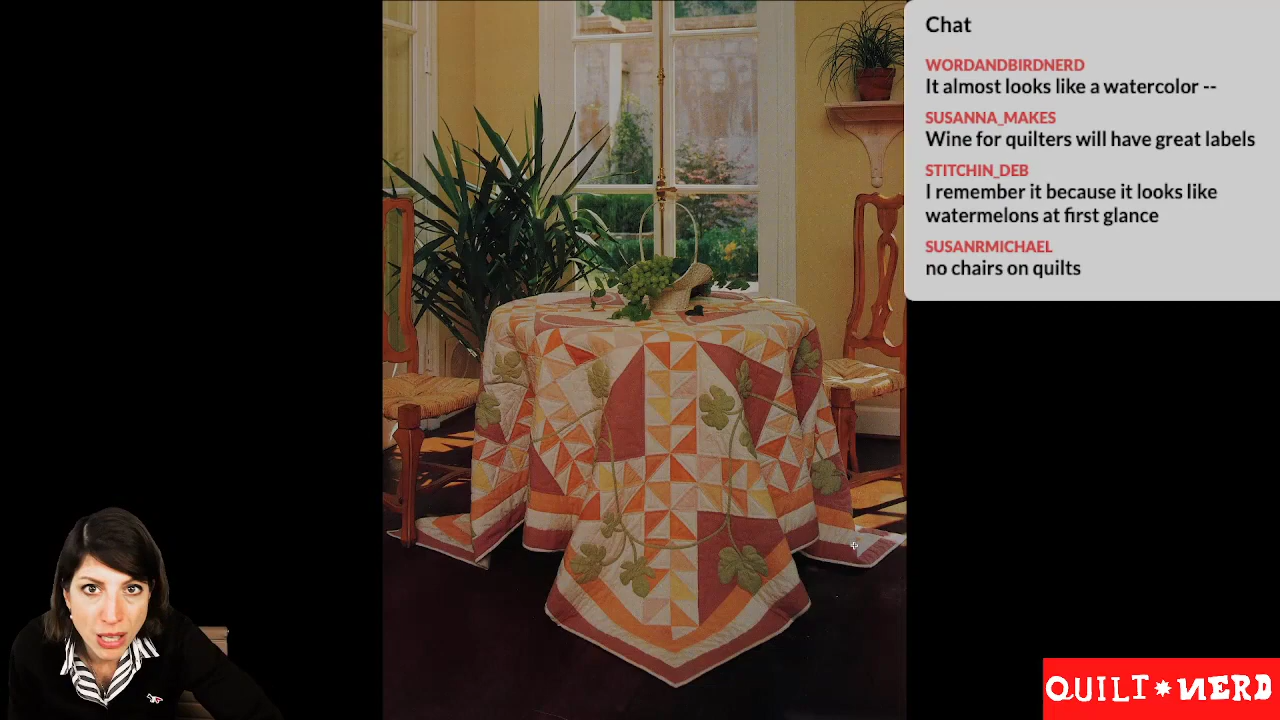 Chat
WORDANDBIRDNERD
It almost looks like a watercolor --
SUSANNA_MAKES
Wine for quilters will have great labels
STITCHIN_DEB
I remember it because it looks like
watermelons at first glance
SUSANRMICHAEL
no chairs on quilts
QUILT NERD